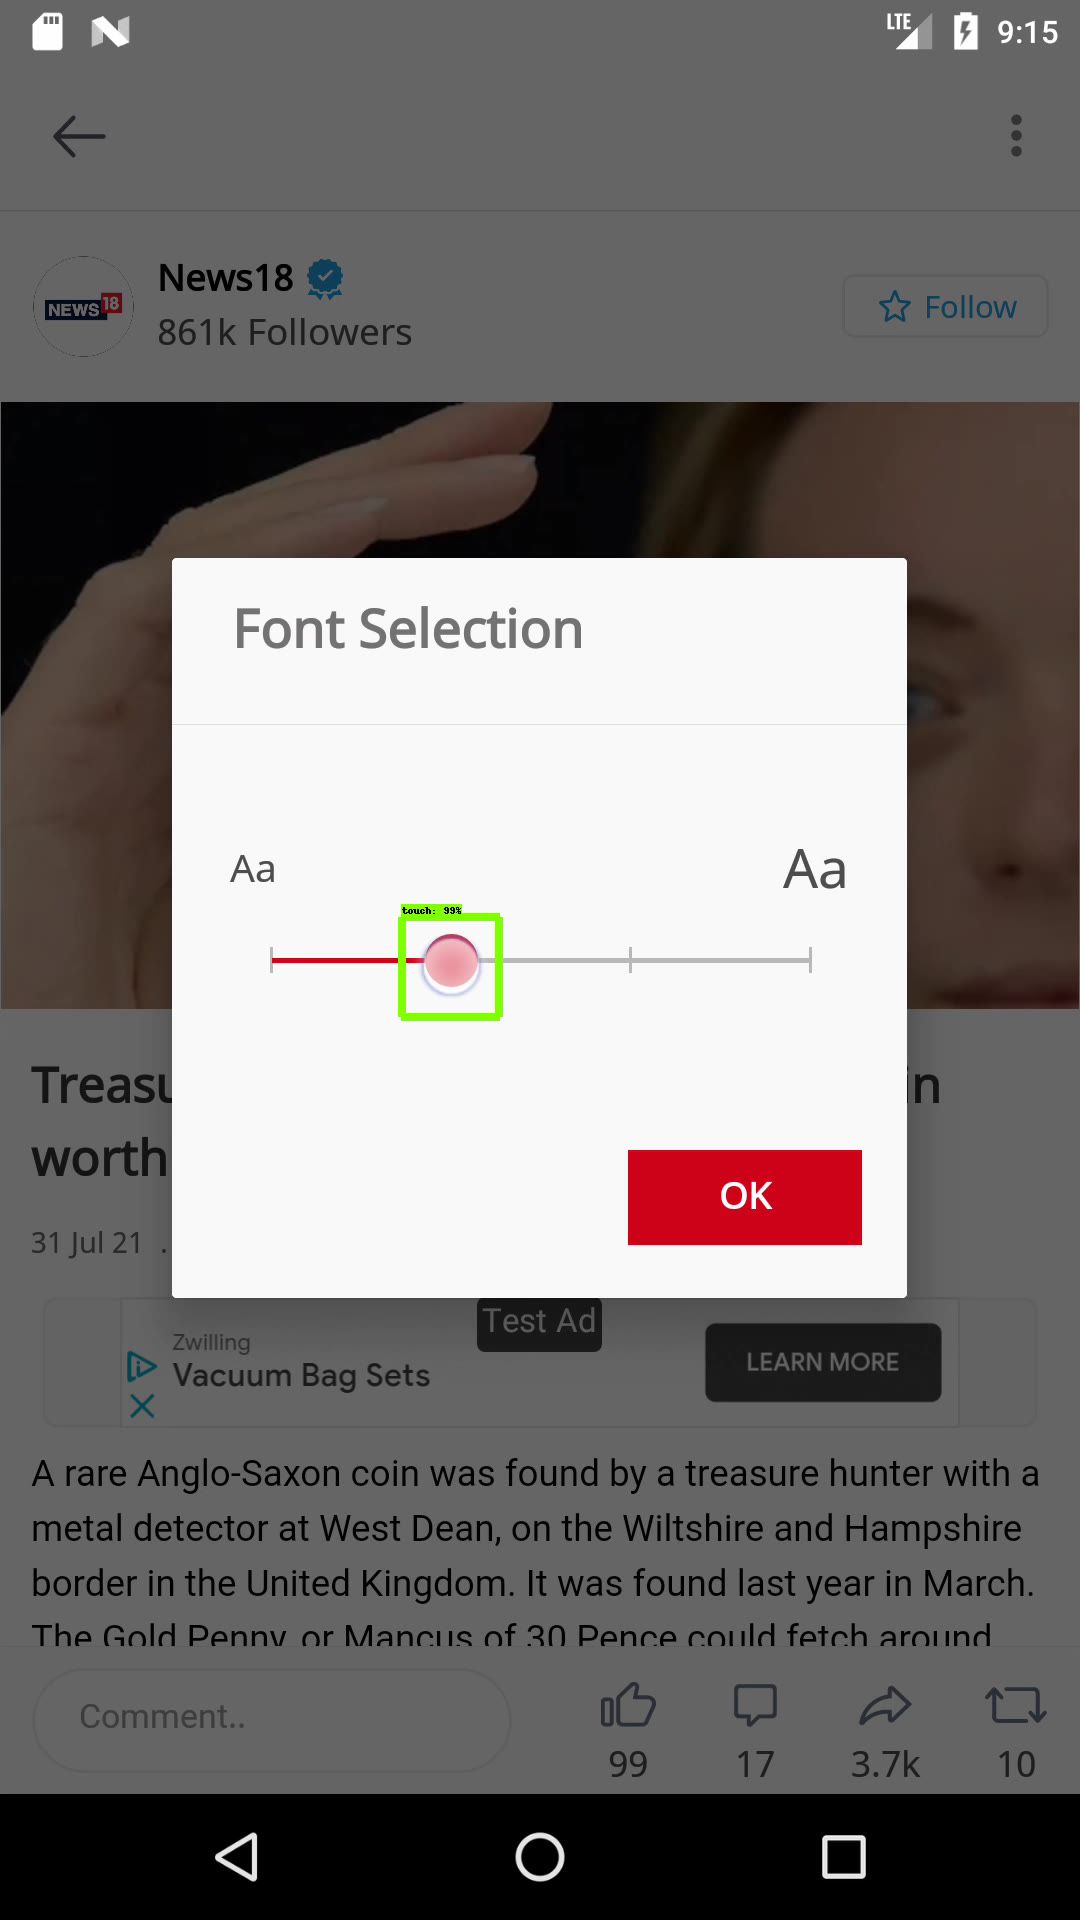 LTE 9:15
News18
NEWS 18
861k Followers
Follow
Font Selection
Aa Aa
touch: 99%
Treasu in
worth
OK
31 Jul 21 .
Test Ad
Zwilling
Vacuum Bag Sets
LEARN MORE
A rare Anglo-Saxon coin was found by a treasure hunter with a
metal detector at West Dean, on the Wiltshire and Hampshire
border in the United Kingdom. It was found last year in March.
The Gold Penny, or Mancus of 30 Pence could fetch around
Comment..
99 17 3.7k 10